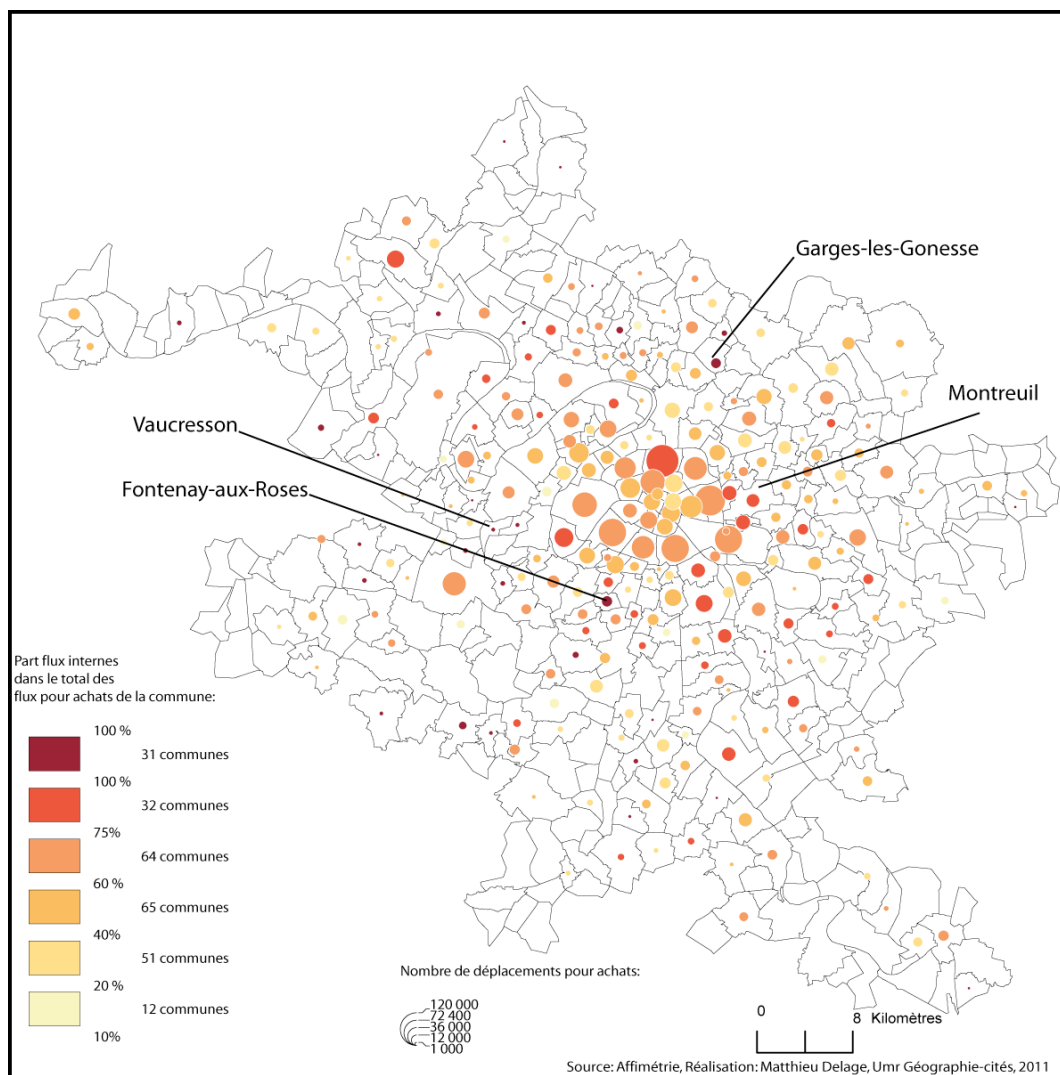 Garges-les-Gonesse
Montreuil
Vaucresson
Fontenay-aux-Roses
Part flux internes
dans le total des
flux pour achats de la commune:
100 %
31 communes
100 %
32 communes
75%
64 communes
60 %
65 communes
40%
51 communes
20 %
12 communes
10%
Nombre de déplacements pour achats:
120 000
72 400
36 000
12 000
1 000
0 8 Kilomètres
Source: Affimétrie, Réalisation: Matthieu Delage, Umr Géographie-cités, 2011